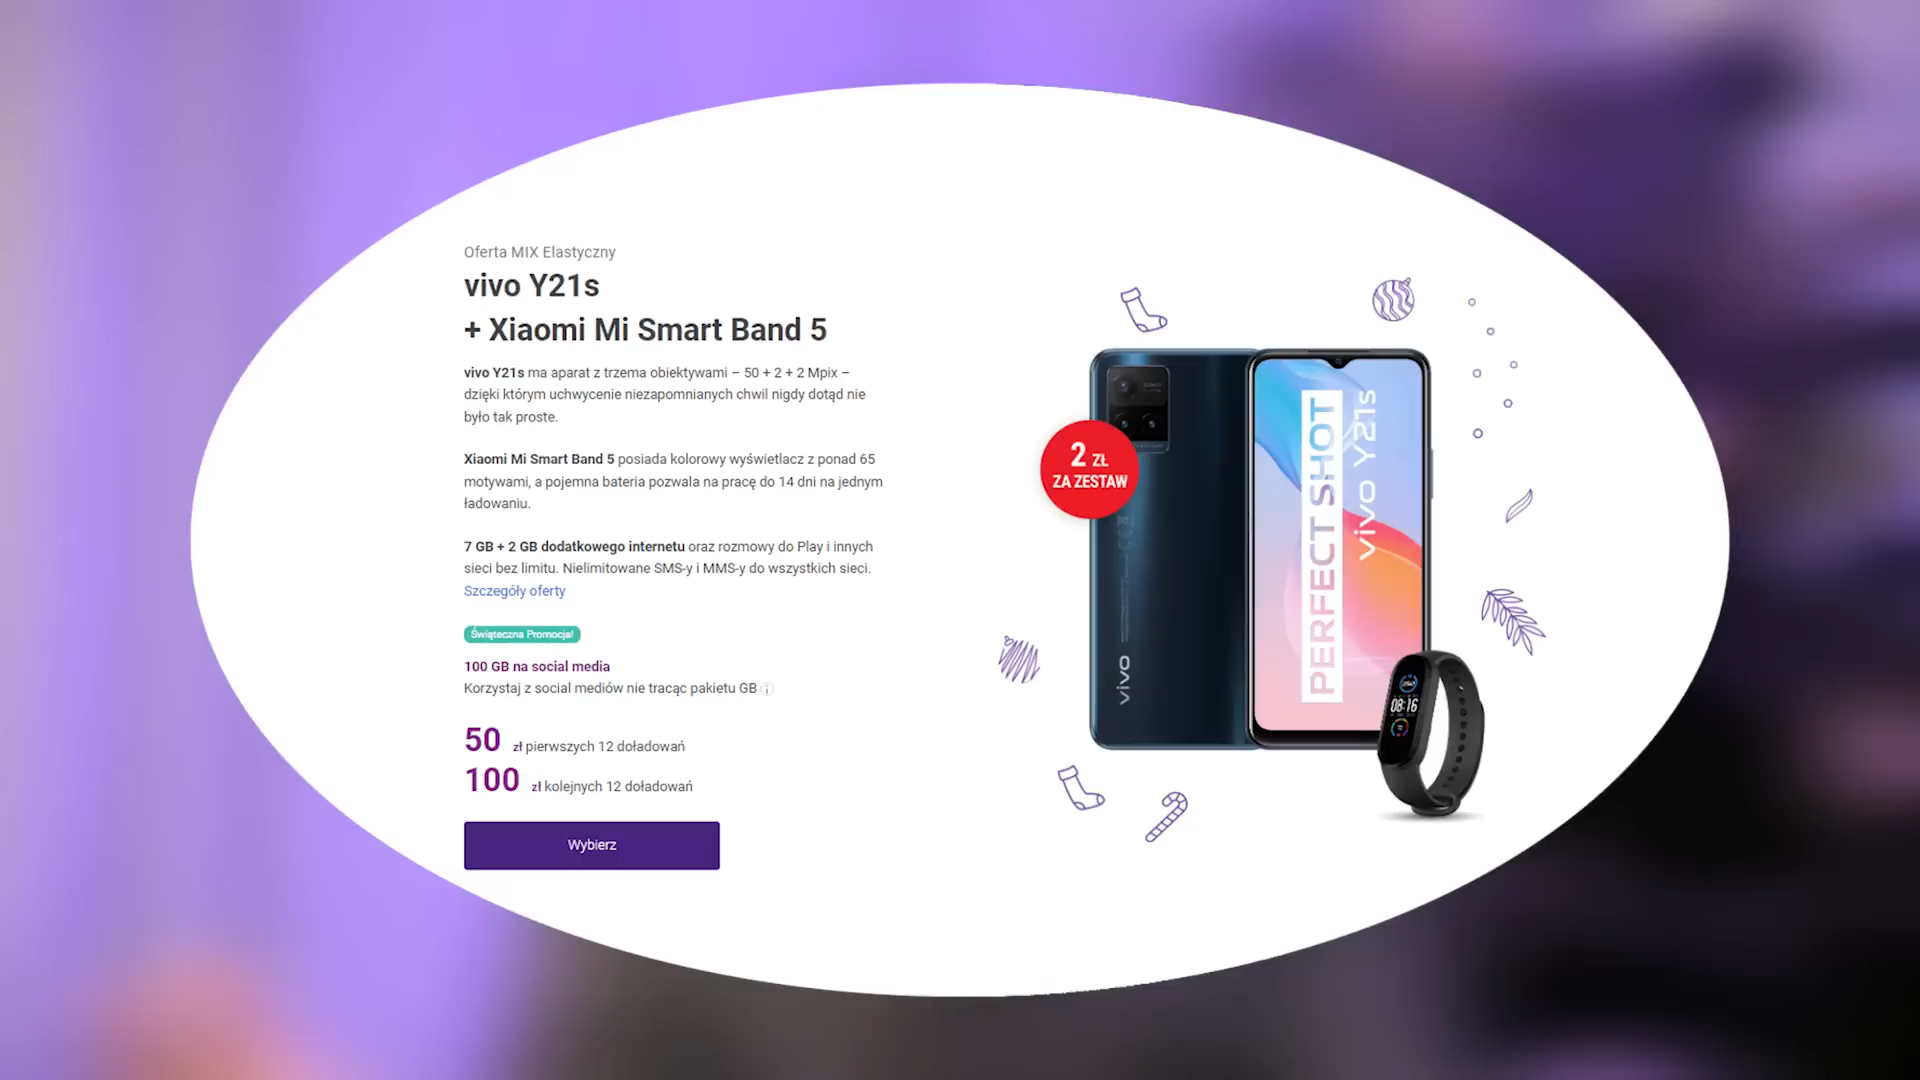 Oferta MIX Elastyczny
vivo Y21s
+ Xiaomi Mi Smart Band 5
vivo Y21s ma aparat z trzema obiektywami – 50 + 2 + 2 Mpix –
dzięki którym uchwycenie niezapomnianych chwil nigdy dotąd nie
było tak proste.
Xiaomi Mi Smart Band 5 posiada kolorowy wyświetlacz z ponad 65
motywami, a pojemna bateria pozwala na pracę do 14 dni na jednym
ładowaniu.
7 GB + 2 GB dodatkowego internetu oraz rozmowy do Play i innych
sieci bez limitu. Nielimitowane SMS-y i MMS-y do wszystkich sieci.
Szczegóły oferty
Świąteczna Promocja!
100 GB na social media
Korzystaj z social mediów nie tracąc pakietu GB
50 zł pierwszych 12 doładowań
100 zł kolejnych 12 doładowań
Wybierz
2 ZŁ
ZA ZESTAW
vivo
PERFECT SHOT
vivo Y21s
08:16